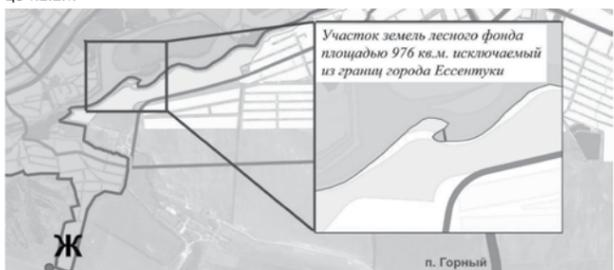 Участок земель лесного фонда
площадью 976 кв.м. исключаемый
из границ города Ессентуки
Ж
п. Горный